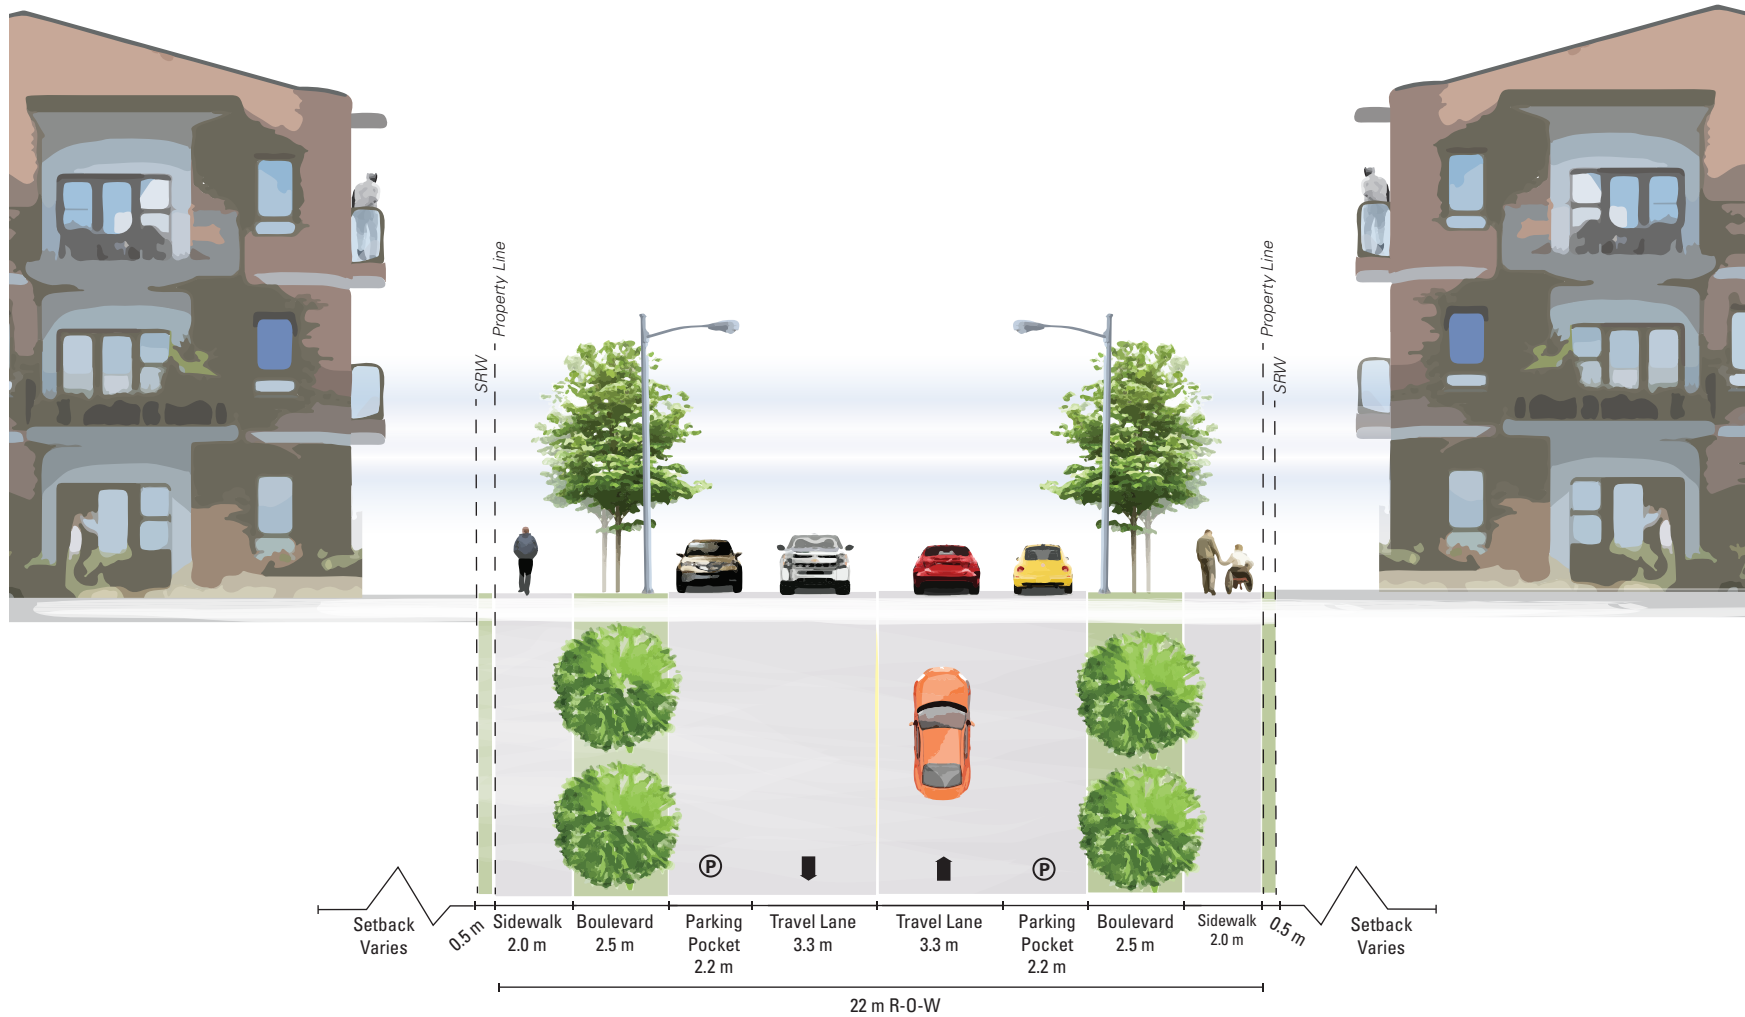 Property Line
SRW
Property Line
SRW
P
P
Setback
Varies
0.5 m
Sidewalk
2.0 m
Boulevard
2.5 m
Parking
Pocket
2.2 m
Travel Lane
3.3 m
Travel Lane
3.3 m
Parking
Pocket
2.2 m
Boulevard
2.5 m
Sidewalk
2.0 m
0.5 m
Setback
Varies
22 m R-O-W